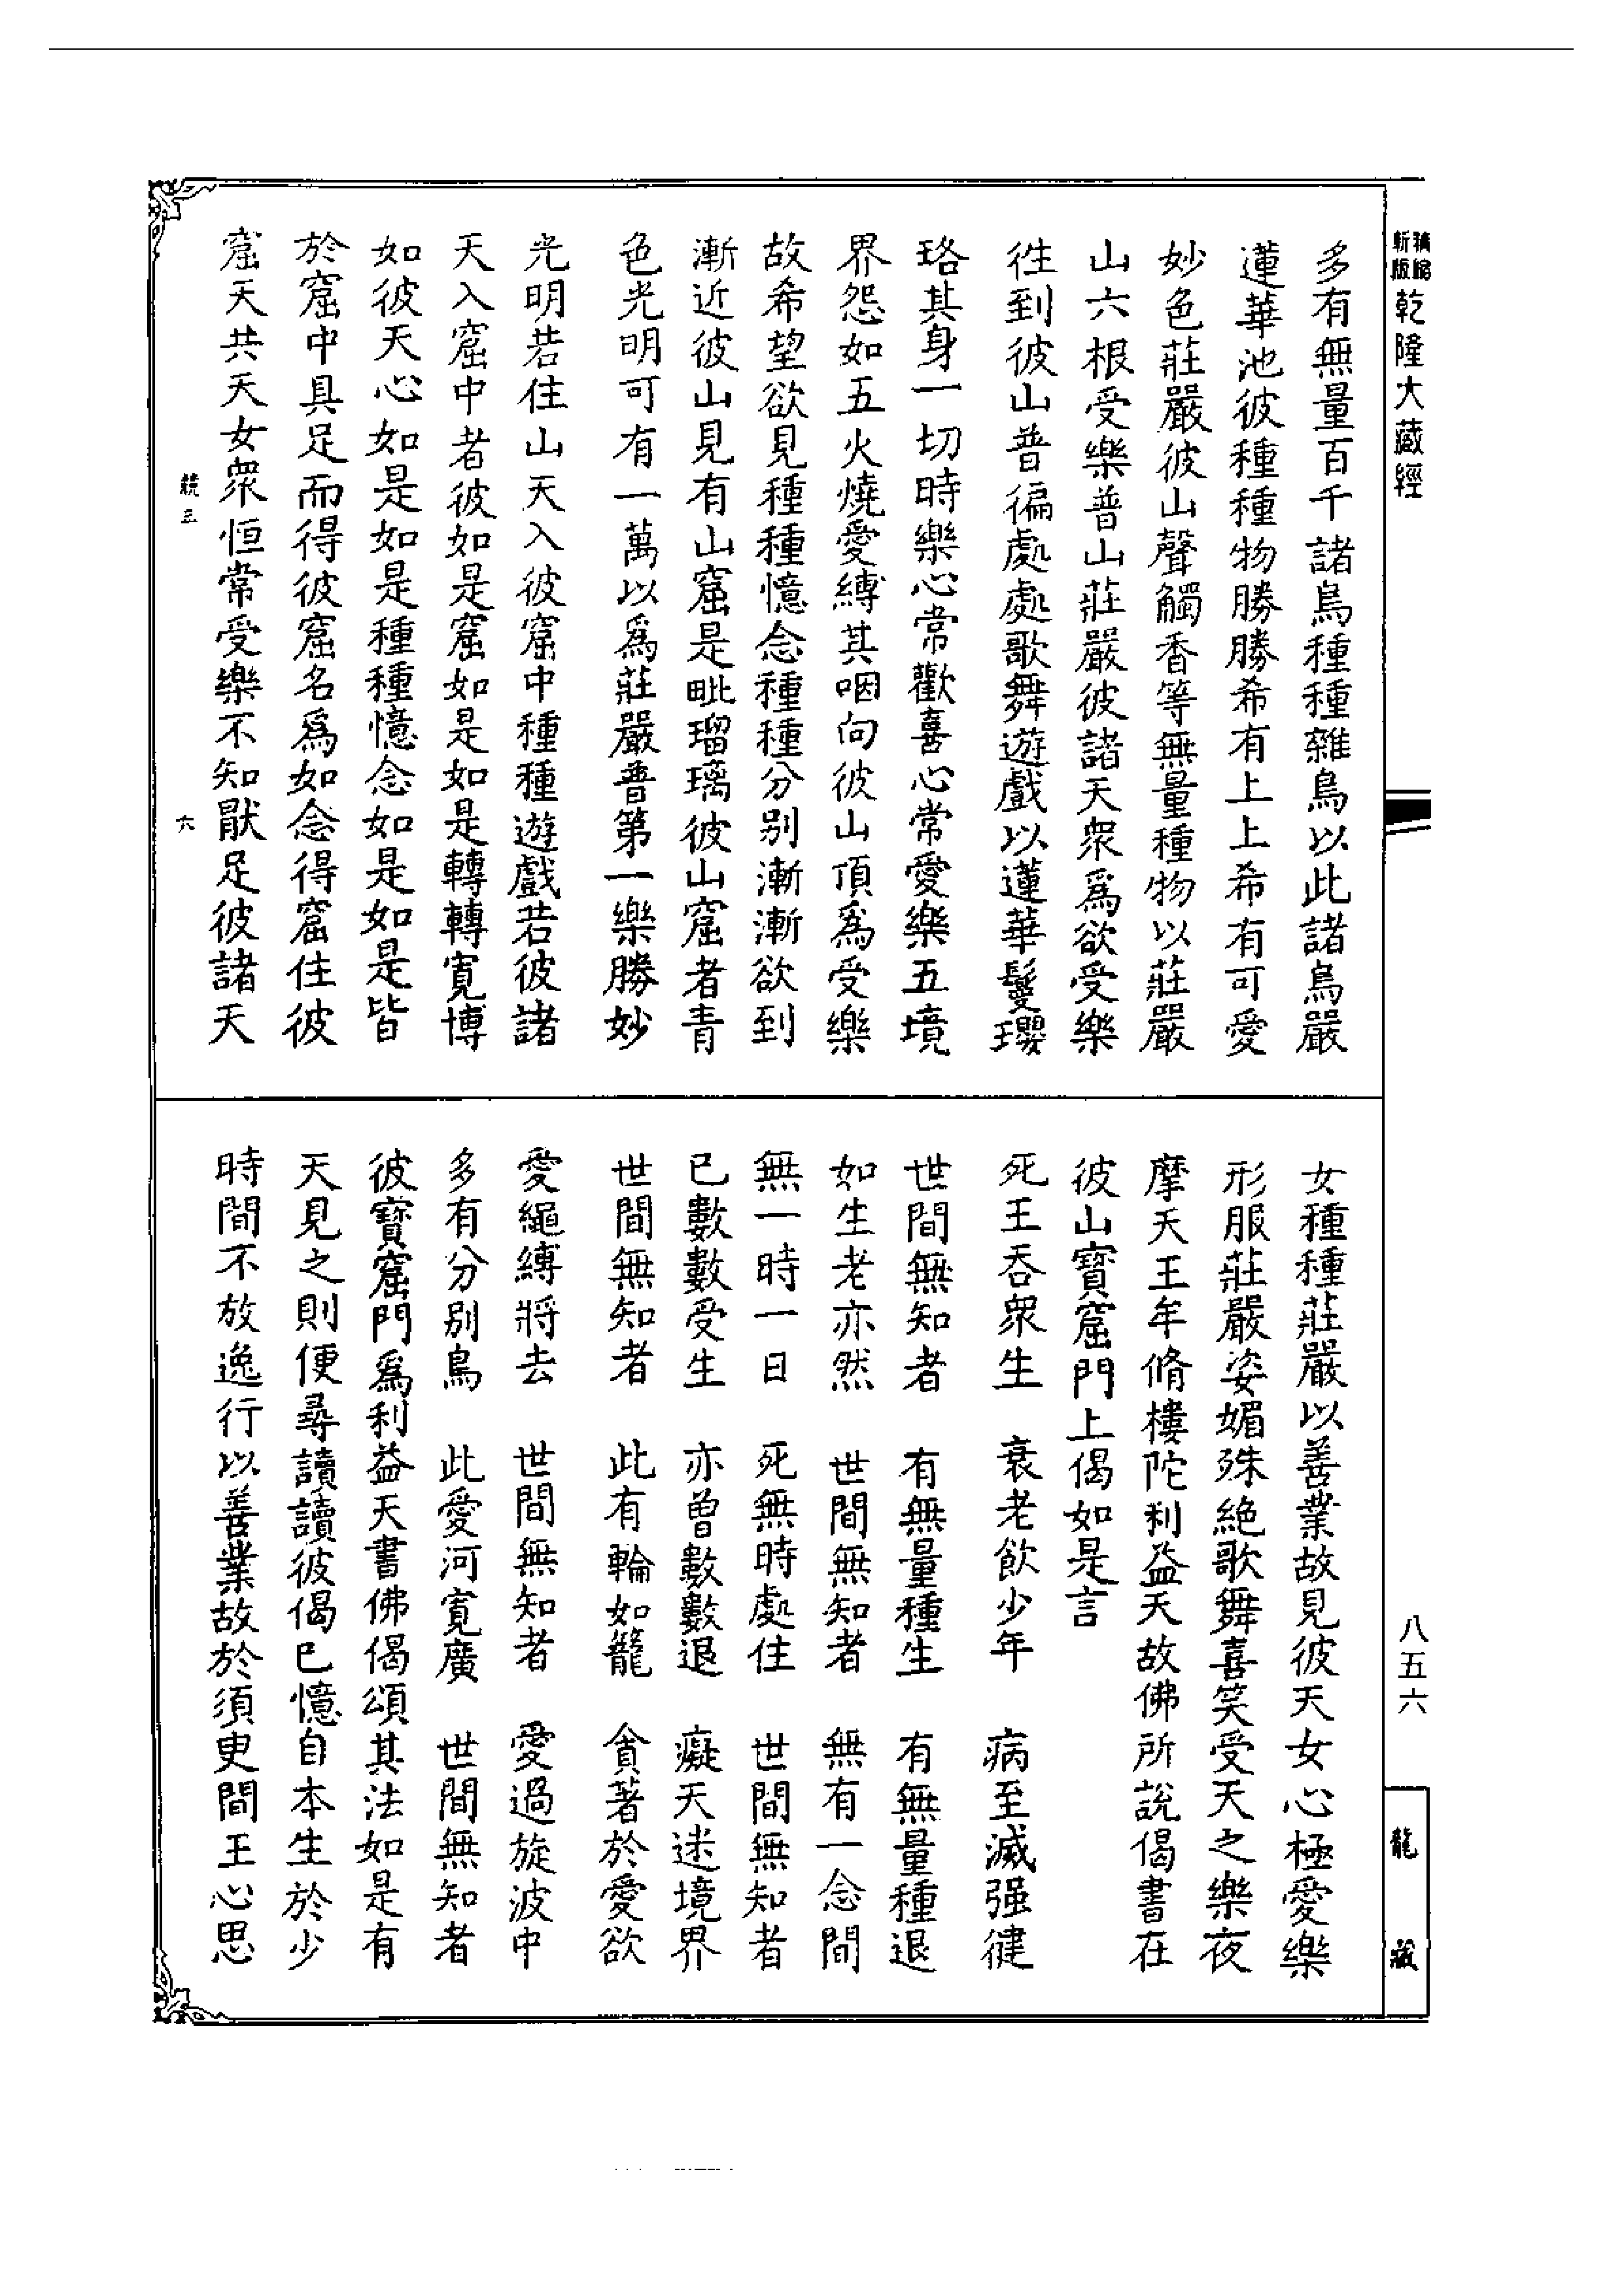 精縮
新版
乾隆大藏經
多有無量百千諸鳥種種雜鳥以此諸鳥嚴
蓮華池彼種種物勝勝希有上上希有可愛
妙色莊嚴彼山聲觸香等無量種物以莊嚴
山六根受樂普山莊嚴彼諸天衆爲欲受樂
徃到彼山普徧處處歌舞遊戲以蓮華鬘瓔
珞其身一切時樂心常歡喜心常愛樂五境
界怨如五火燒愛縛其咽向彼山頂爲受樂
故希望欲見種種憶念種種分别漸漸欲到
漸近彼山見有山窟是毗瑠璃彼山窟者青
色光明可有一萬以爲莊嚴普第一樂勝妙
光明若住山天入彼窟中種種遊戲若彼諸
天入窟中者彼如是窟如是如是轉轉寛博
如彼天心如是如是種種憶念如是如是皆
於窟中具足而得彼窟名爲如念得窟住彼
窟天共天女衆恒常受樂不知厭足彼諸天
競三
六
女種種莊嚴以善業故見彼天女心極愛樂
形服莊嚴姿媚殊絶歌舞喜笑受天之樂夜
摩天王牟脩樓陀利益天故佛所説偈書在
彼山寶窟門上偈如是言
死王吞衆生　衰老飲少年　病至滅强健
世間無知者　有無量種生　有無量種退
如生老亦然　世間無知者　無有一念間
無一時一日　死無時處住　世間無知者
已數數受生　亦曾數數退　癡天迷境界
世間無知者　此有輪如籠　貪著於愛欲
愛繩縛將去　世間無知者　愛過旋波中
多有分别鳥　此愛河寛廣　世間無知者
彼寶窟門爲利益天書佛偈頌其法如是有
天見之則便尋讀讀彼偈已憶自本生於少
時間不放逸行以善業故於須㬰間王心思
八五六
龍藏